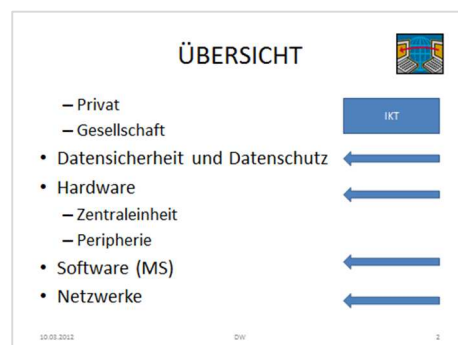 ÜBERSICHT
– Privat
– Gesellschaft
IKT
• Datensicherheit und Datenschutz
• Hardware
– Zentraleinheit
– Peripherie
• Software (MS)
• Netzwerke
10.03.2012 DW 2